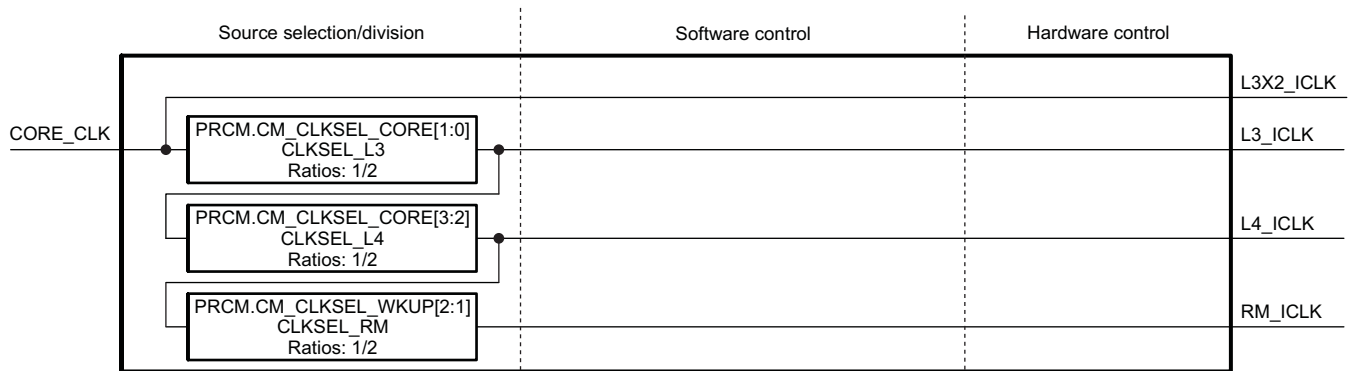 Source selection/division
Software control
Hardware control
L3X2_ICLK
CORE_CLK
PRCM.CM_CLKSEL_CORE[1:0]
CLKSEL_L3
Ratios: 1/2
L3_ICLK
PRCM.CM_CLKSEL_CORE[3:2]
CLKSEL_L4
Ratios: 1/2
L4_ICLK
PRCM.CM_CLKSEL_WKUP[2:1]
CLKSEL_RM
Ratios: 1/2
RM_ICLK